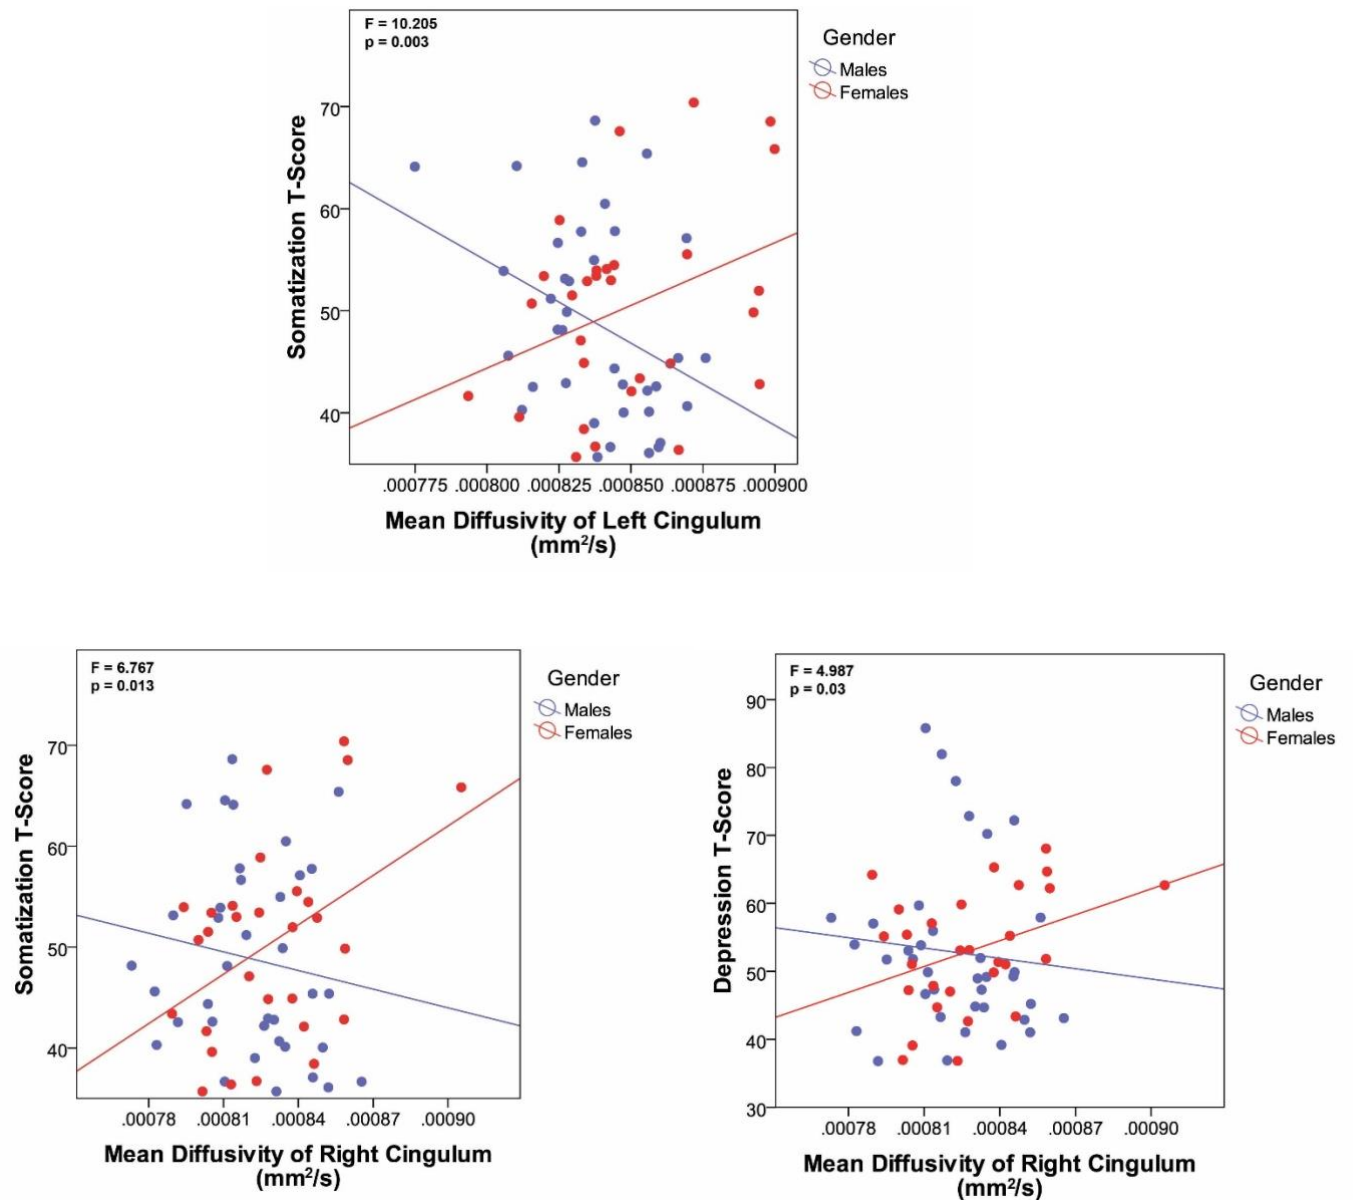 F = 10.205
p = 0.003
Gender
Males
Females
Somatization T-Score
70
60
50
40
.000775 .000800 .000825 .000850 .000875 .000900
Mean Diffusivity of Left Cingulum
(mm²/s)
F = 6.767
p = 0.013
Gender
Males
Females
Somatization T-Score
70
60
50
40
.00078 .00081 .00084 .00087 .00090
Mean Diffusivity of Right Cingulum
(mm²/s)
F = 4.987
p = 0.03
Gender
Males
Females
Depression T-Score
90
80
70
60
50
40
30
.00078 .00081 .00084 .00087 .00090
Mean Diffusivity of Right Cingulum
(mm²/s)